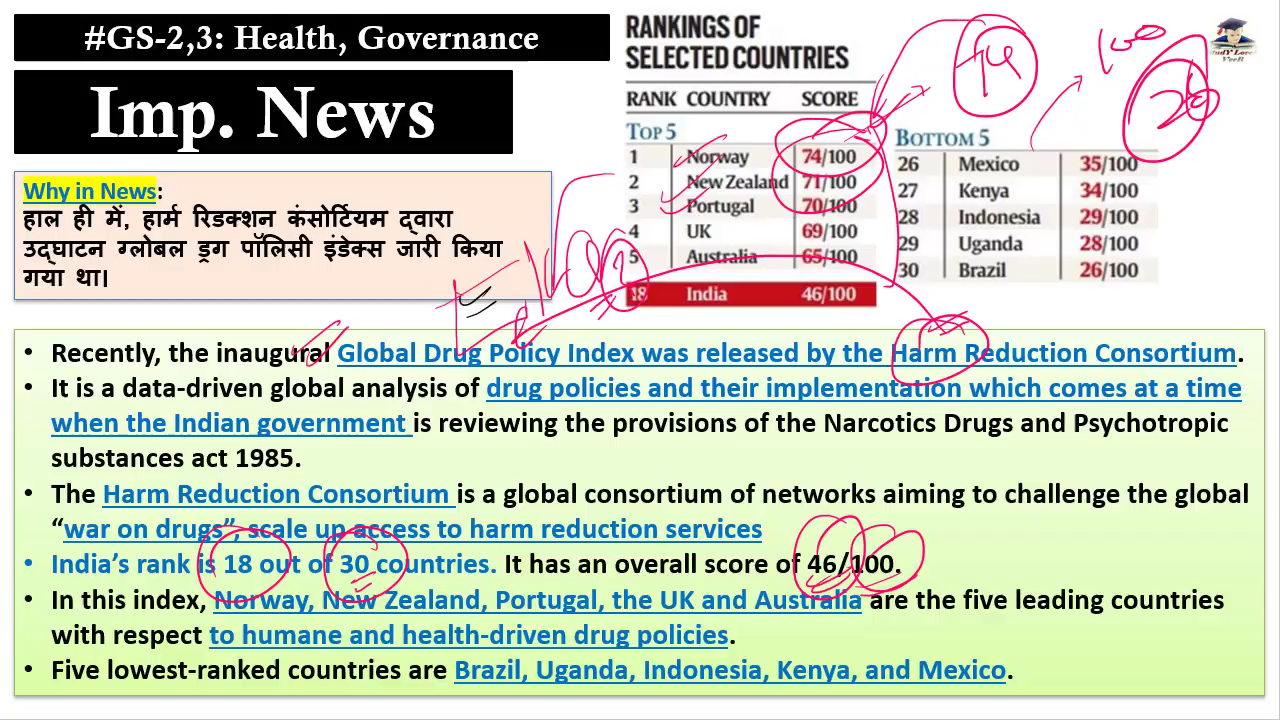 #GS-2,3: Health, Governance
Imp. News
Why in News:
हाल ही में, हार्म रिडक्शन कंसोर्टियम द्वारा
उद्घाटन ग्लोबल ड्रग पॉलिसी इंडेक्स जारी किया
गया था।
RANKINGS OF
SELECTED COUNTRIES
RANK COUNTRY SCORE
TOP 5
1 Norway 74/100
2 New Zealand 71/100
3 Portugal 70/100
4 UK 69/100
5 Australia 65/100
18 India 46/100
BOTTOM 5
26 Mexico 35/100
27 Kenya 34/100
28 Indonesia 29/100
29 Uganda 28/100
30 Brazil 26/100
74
100
• Recently, the inaugural Global Drug Policy Index was released by the Harm Reduction Consortium.
• It is a data-driven global analysis of drug policies and their implementation which comes at a time
when the Indian government is reviewing the provisions of the Narcotics Drugs and Psychotropic
substances act 1985.
• The Harm Reduction Consortium is a global consortium of networks aiming to challenge the global
“war on drugs”, scale up access to harm reduction services
• India’s rank is 18 out of 30 countries. It has an overall score of 46/100.
• In this index, Norway, New Zealand, Portugal, the UK and Australia are the five leading countries
with respect to humane and health-driven drug policies.
• Five lowest-ranked countries are Brazil, Uganda, Indonesia, Kenya, and Mexico.